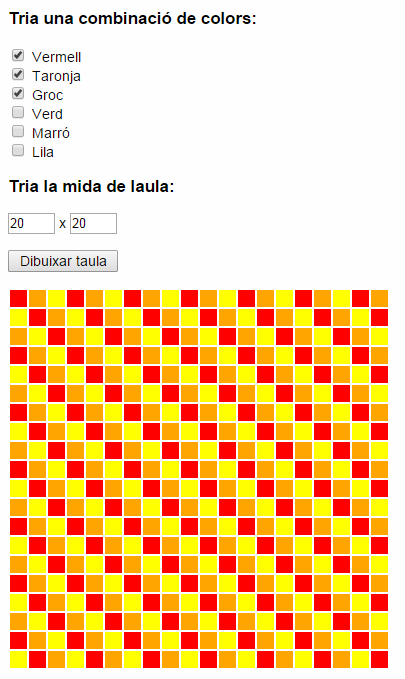 Tria una combinació de colors:
Vermell
Taronja
Groc
Verd
Marró
Lila
Tria la mida de laula:
20 x 20
Dibuixar taula